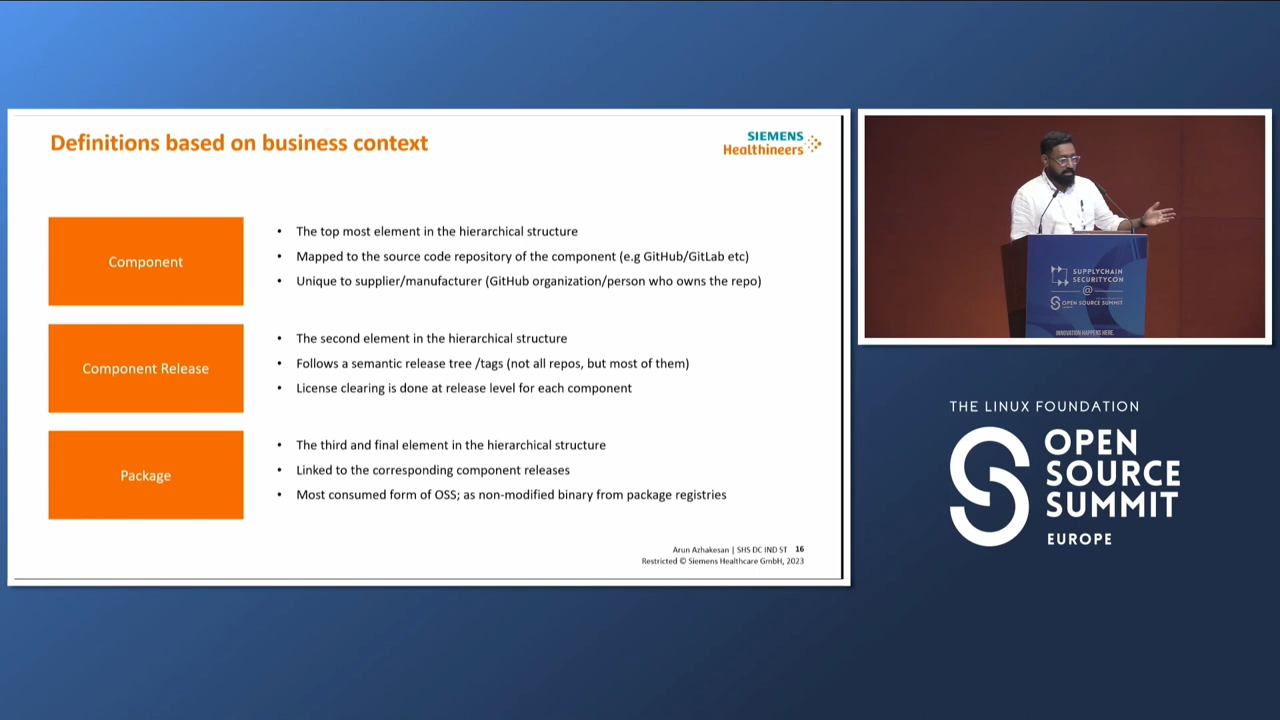 Definitions based on business context
SIEMENS
Healthineers
Component
• The top most element in the hierarchical structure
• Mapped to the source code repository of the component (e.g GitHub/GitLab etc)
• Unique to supplier/manufacturer (GitHub organization/person who owns the repo)
Component Release
• The second element in the hierarchical structure
• Follows a semantic release tree /tags (not all repos, but most of them)
• License clearing is done at release level for each component
Package
• The third and final element in the hierarchical structure
• Linked to the corresponding component releases
• Most consumed form of OSS; as non-modified binary from package registries
Arun Azhakesan | SHS DC IND ST 16
Restricted © Siemens Healthcare GmbH, 2023
SUPPLYCHAIN
SECURITYCON
@
OPEN SOURCE SUMMIT
INNOVATION HAPPENS HERE.
THE LINUX FOUNDATION
OPEN
SOURCE
SUMMIT
EUROPE